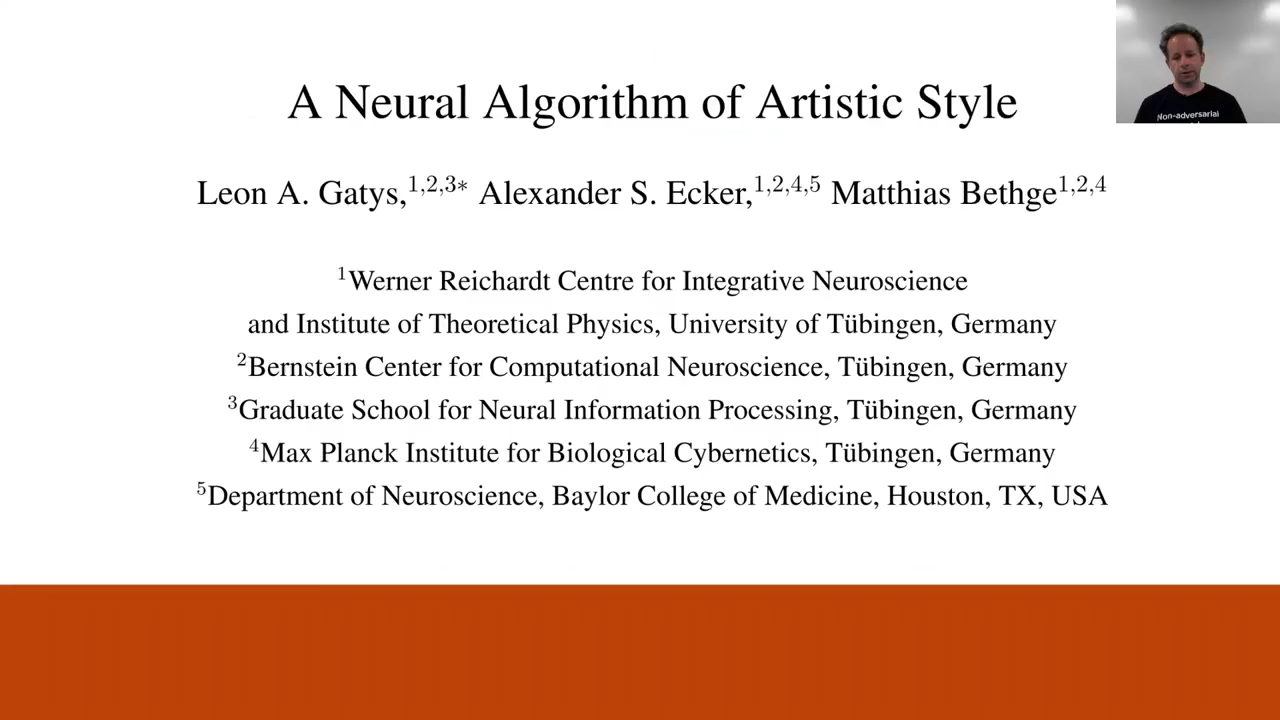 A Neural Algorithm of Artistic Style
Leon A. Gatys,1,2,3∗ Alexander S. Ecker,1,2,4,5 Matthias Bethge1,2,4
1Werner Reichardt Centre for Integrative Neuroscience
and Institute of Theoretical Physics, University of Tübingen, Germany
2Bernstein Center for Computational Neuroscience, Tübingen, Germany
3Graduate School for Neural Information Processing, Tübingen, Germany
4Max Planck Institute for Biological Cybernetics, Tübingen, Germany
5Department of Neuroscience, Baylor College of Medicine, Houston, TX, USA
Non-adversarial